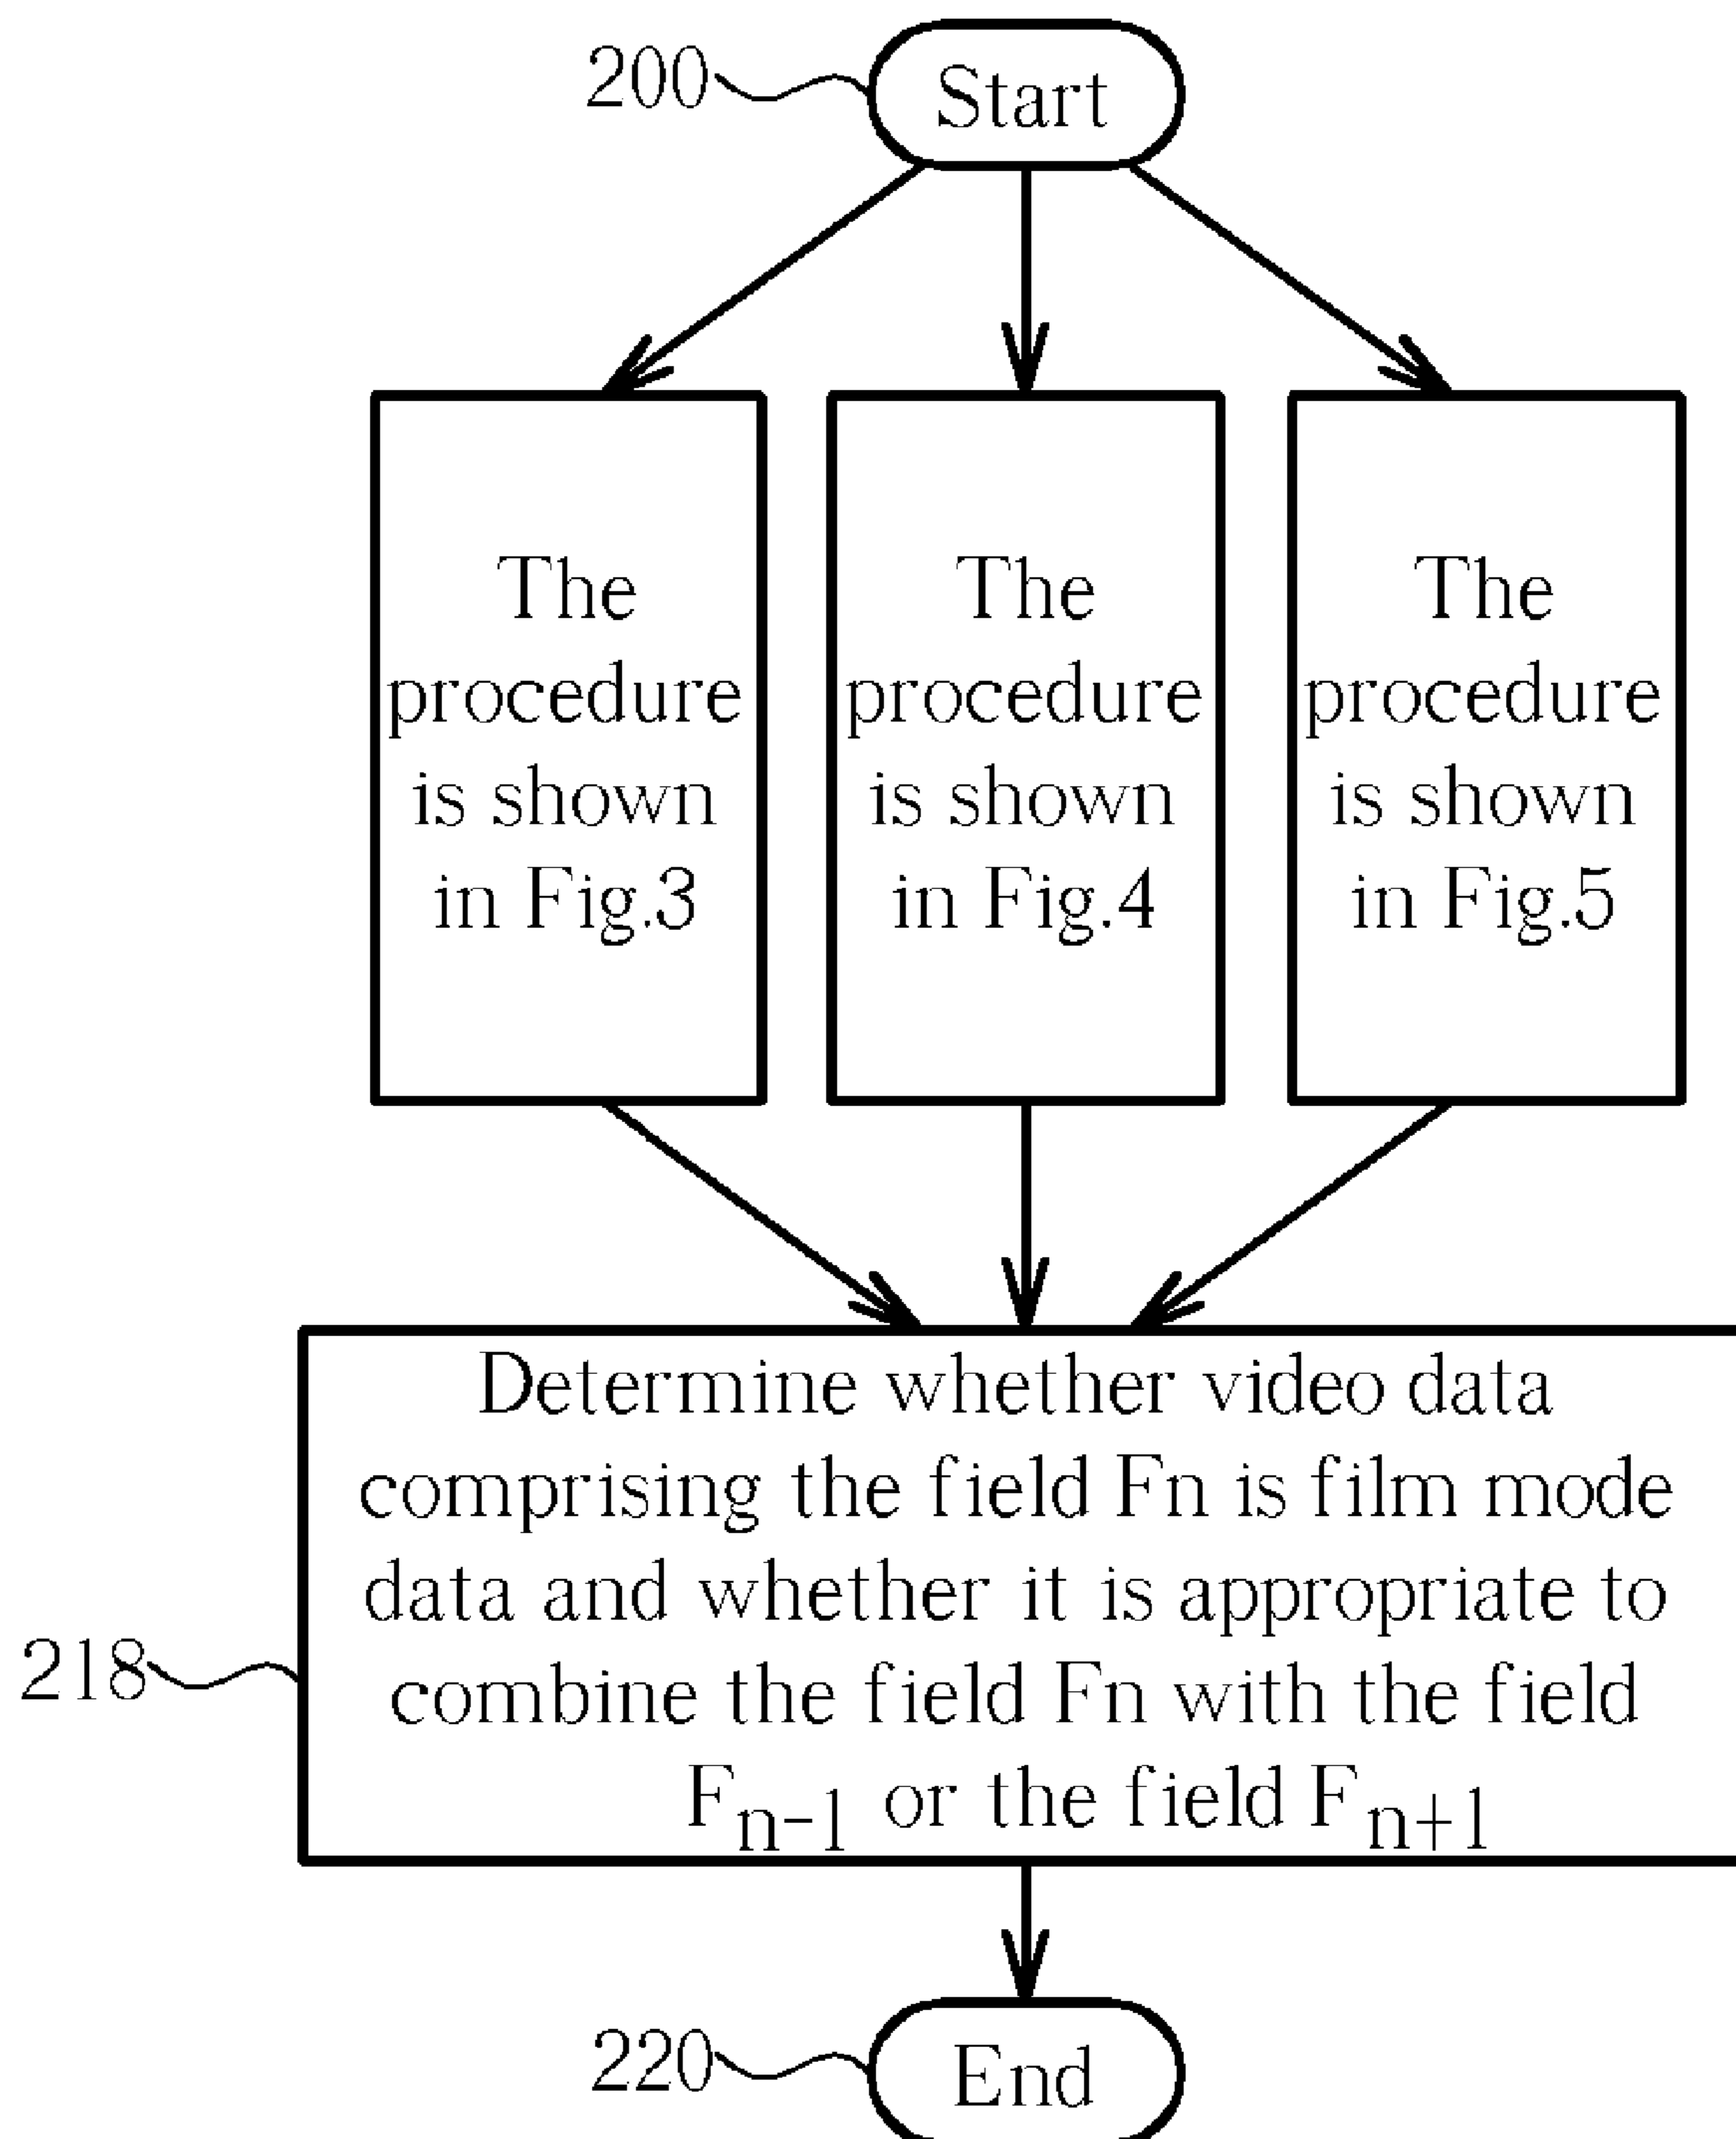 200
Start
The
procedure
is shown
in Fig.3
The
procedure
is shown
in Fig.4
The
procedure
is shown
in Fig.5
218
Determine whether video data
comprising the field Fn is film mode
data and whether it is appropriate to
combine the field Fn with the field
Fn-1 or the field Fn+1
220
End